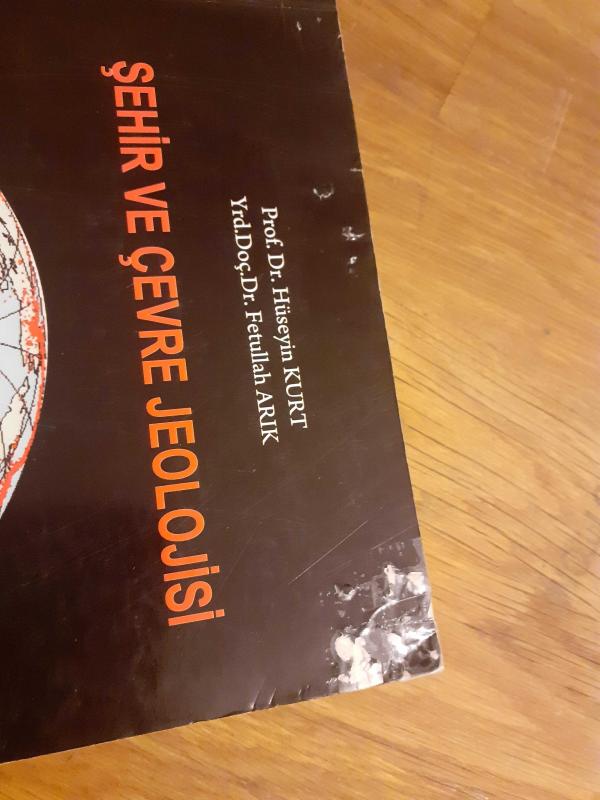 Prof. Dr. Hüseyin KURT
Yrd.Doç.Dr. Fetullah ARIK
ŞEHİR VE ÇEVRE JEOLOJİSİ